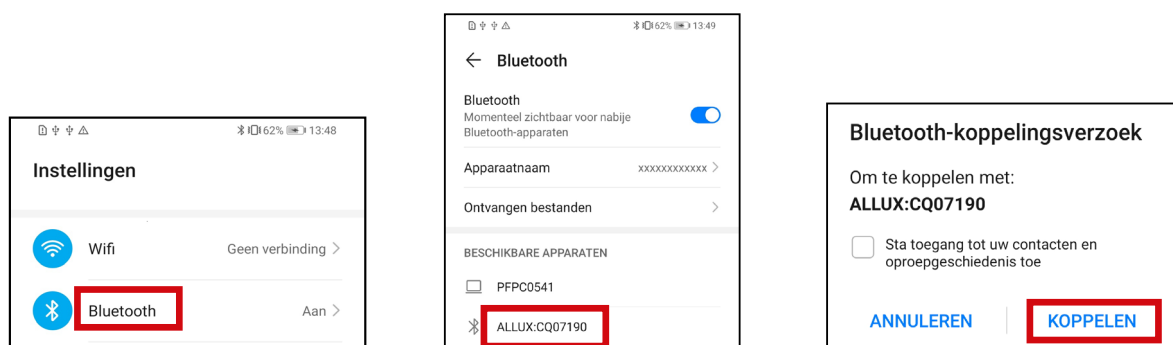 62% 13:48
Instellingen
Wifi Geen verbinding >
Bluetooth Aan >
62% 13:49
Bluetooth
Bluetooth
Momenteel zichtbaar voor nabije
Bluetooth-apparaten
Apparaatnaam xxxxxxxxxxxx >
Ontvangen bestanden >
BESCHIKBARE APPARATEN
PFPC0541
ALLUX:CQ07190
Bluetooth-koppelingsverzoek
Om te koppelen met:
ALLUX:CQ07190
Sta toegang tot uw contacten en
oproepgeschiedenis toe
ANNULEREN KOPPELEN